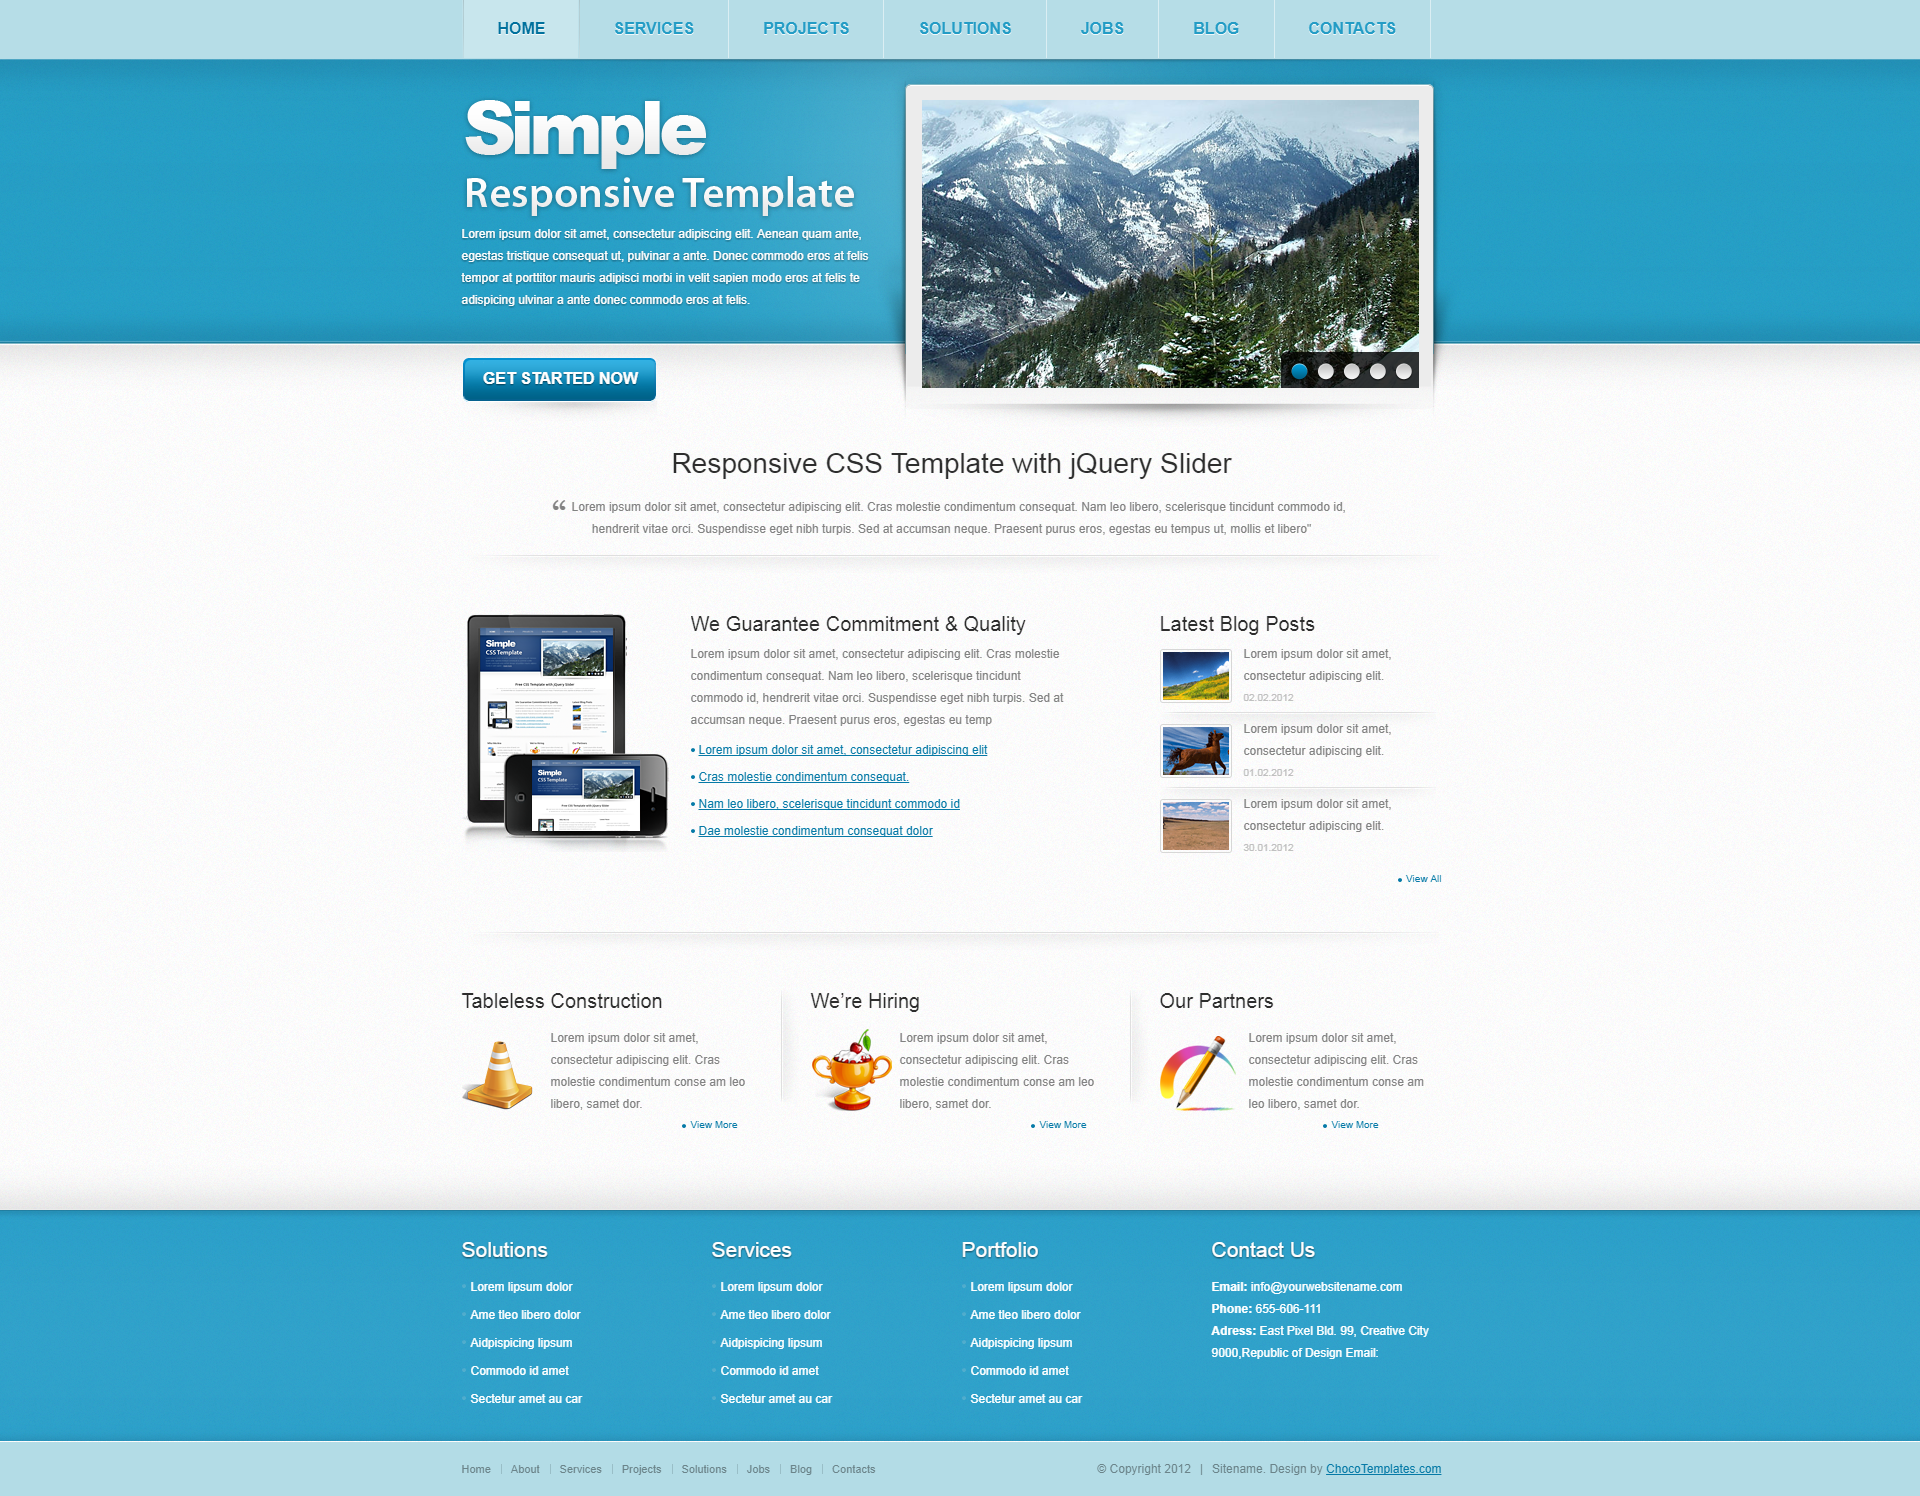 HOME SERVICES PROJECTS SOLUTIONS JOBS BLOG CONTACTS
Simple
Responsive Template
Lorem ipsum dolor sit amet, consectetur adipiscing elit. Aenean quam ante,
egestas tristique consequat ut, pulvinar a ante. Donec commodo eros at felis
tempor at porttitor mauris adipisci morbi in velit sapien modo eros at felis te
adispicing ulvinar a ante donec commodo eros at felis.
GET STARTED NOW
Responsive CSS Template with jQuery Slider
“ Lorem ipsum dolor sit amet, consectetur adipiscing elit. Cras molestie condimentum consequat. Nam leo libero, scelerisque tincidunt commodo id,
hendrerit vitae orci. Suspendisse eget nibh turpis. Sed at accumsan neque. Praesent purus eros, egestas eu tempus ut, mollis et libero"
Simple
CSS Template
Free CSS Template with jQuery Slider
Simple
CSS Template
Free CSS Template with jQuery Slider
We Guarantee Commitment & Quality
Lorem ipsum dolor sit amet, consectetur adipiscing elit. Cras molestie
condimentum consequat. Nam leo libero, scelerisque tincidunt
commodo id, hendrerit vitae orci. Suspendisse eget nibh turpis. Sed at
accumsan neque. Praesent purus eros, egestas eu temp
• Lorem ipsum dolor sit amet, consectetur adipiscing elit
• Cras molestie condimentum consequat.
• Nam leo libero, scelerisque tincidunt commodo id
• Dae molestie condimentum consequat dolor
Latest Blog Posts
Lorem ipsum dolor sit amet,
consectetur adipiscing elit.
02.02.2012
Lorem ipsum dolor sit amet,
consectetur adipiscing elit.
01.02.2012
Lorem ipsum dolor sit amet,
consectetur adipiscing elit.
30.01.2012
• View All
Tableless Construction
Lorem ipsum dolor sit amet,
consectetur adipiscing elit. Cras
molestie condimentum conse am leo
libero, samet dor.
• View More
We’re Hiring
Lorem ipsum dolor sit amet,
consectetur adipiscing elit. Cras
molestie condimentum conse am leo
libero, samet dor.
• View More
Our Partners
Lorem ipsum dolor sit amet,
consectetur adipiscing elit. Cras
molestie condimentum conse am
leo libero, samet dor.
• View More
Solutions
Lorem lipsum dolor
Ame tleo libero dolor
Aidpispicing lipsum
Commodo id amet
Sectetur amet au car
Services
Lorem lipsum dolor
Ame tleo libero dolor
Aidpispicing lipsum
Commodo id amet
Sectetur amet au car
Portfolio
Lorem lipsum dolor
Ame tleo libero dolor
Aidpispicing lipsum
Commodo id amet
Sectetur amet au car
Contact Us
Email: info@yourwebsitename.com
Phone: 655-606-111
Adress: East Pixel Bld. 99, Creative City
9000,Republic of Design Email:
Home | About | Services | Projects | Solutions | Jobs | Blog | Contacts
© Copyright 2012 | Sitename. Design by ChocoTemplates.com